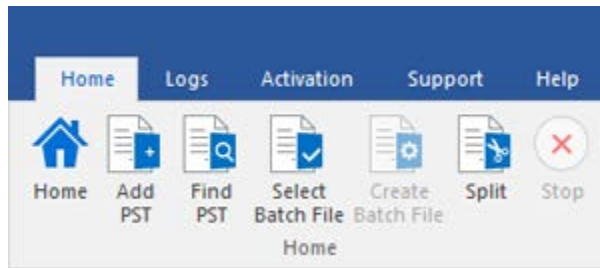 Home Logs Activation Support Help
Home Add PST Find PST Select Batch File Create Batch File Split Stop
Home